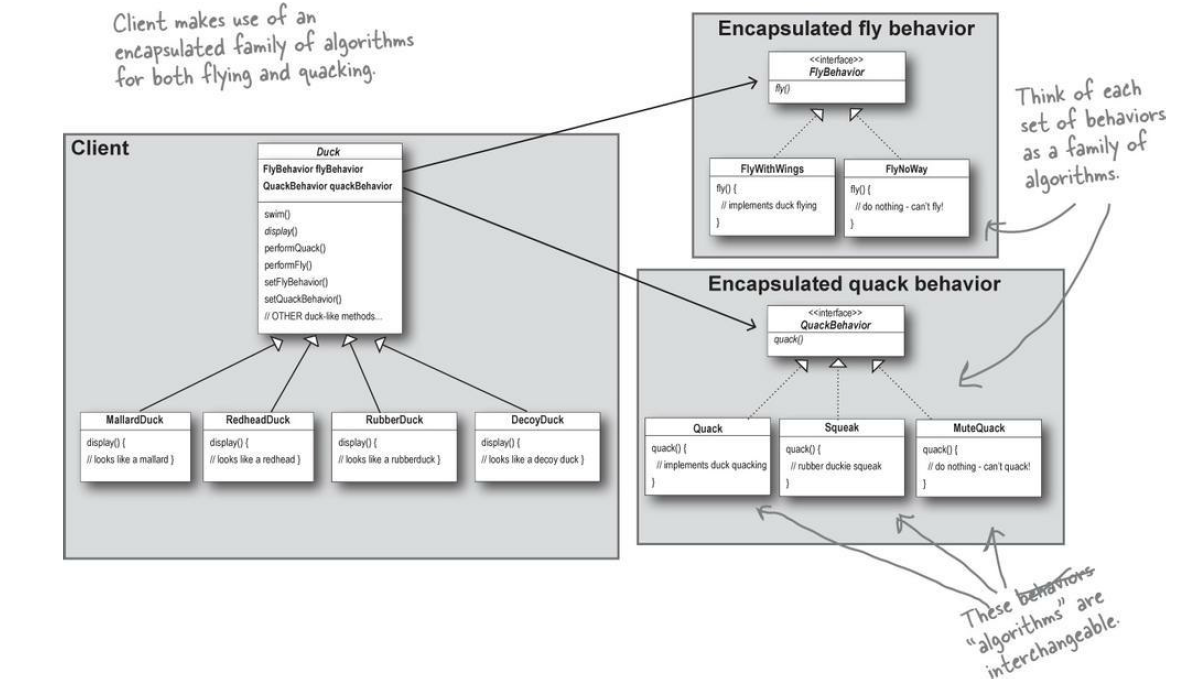 Client makes use of an
encapsulated family of algorithms
for both flying and quacking.
Client
Duck
FlyBehavior flyBehavior
QuackBehavior quackBehavior
swim()
display()
performQuack()
performFly()
setFlyBehavior()
setQuackBehavior()
// OTHER duck-like methods...
MallardDuck
display() {
// looks like a mallard }
RedheadDuck
display() {
// looks like a redhead }
RubberDuck
display() {
// looks like a rubberduck }
DecoyDuck
display() {
// looks like a decoy duck }
Encapsulated fly behavior
<<interface>>
FlyBehavior
fly()
FlyWithWings
fly() {
// implements duck flying
}
FlyNoWay
fly() {
// do nothing - can't fly!
}
Think of each
set of behaviors
as a family of
algorithms.
Encapsulated quack behavior
<<interface>>
QuackBehavior
quack()
Quack
quack() {
// implements duck quacking
}
Squeak
quack() {
// rubber duckie squeak
}
MuteQuack
quack() {
// do nothing - can't quack!
}
These behaviors
"algorithms" are
interchangeable.